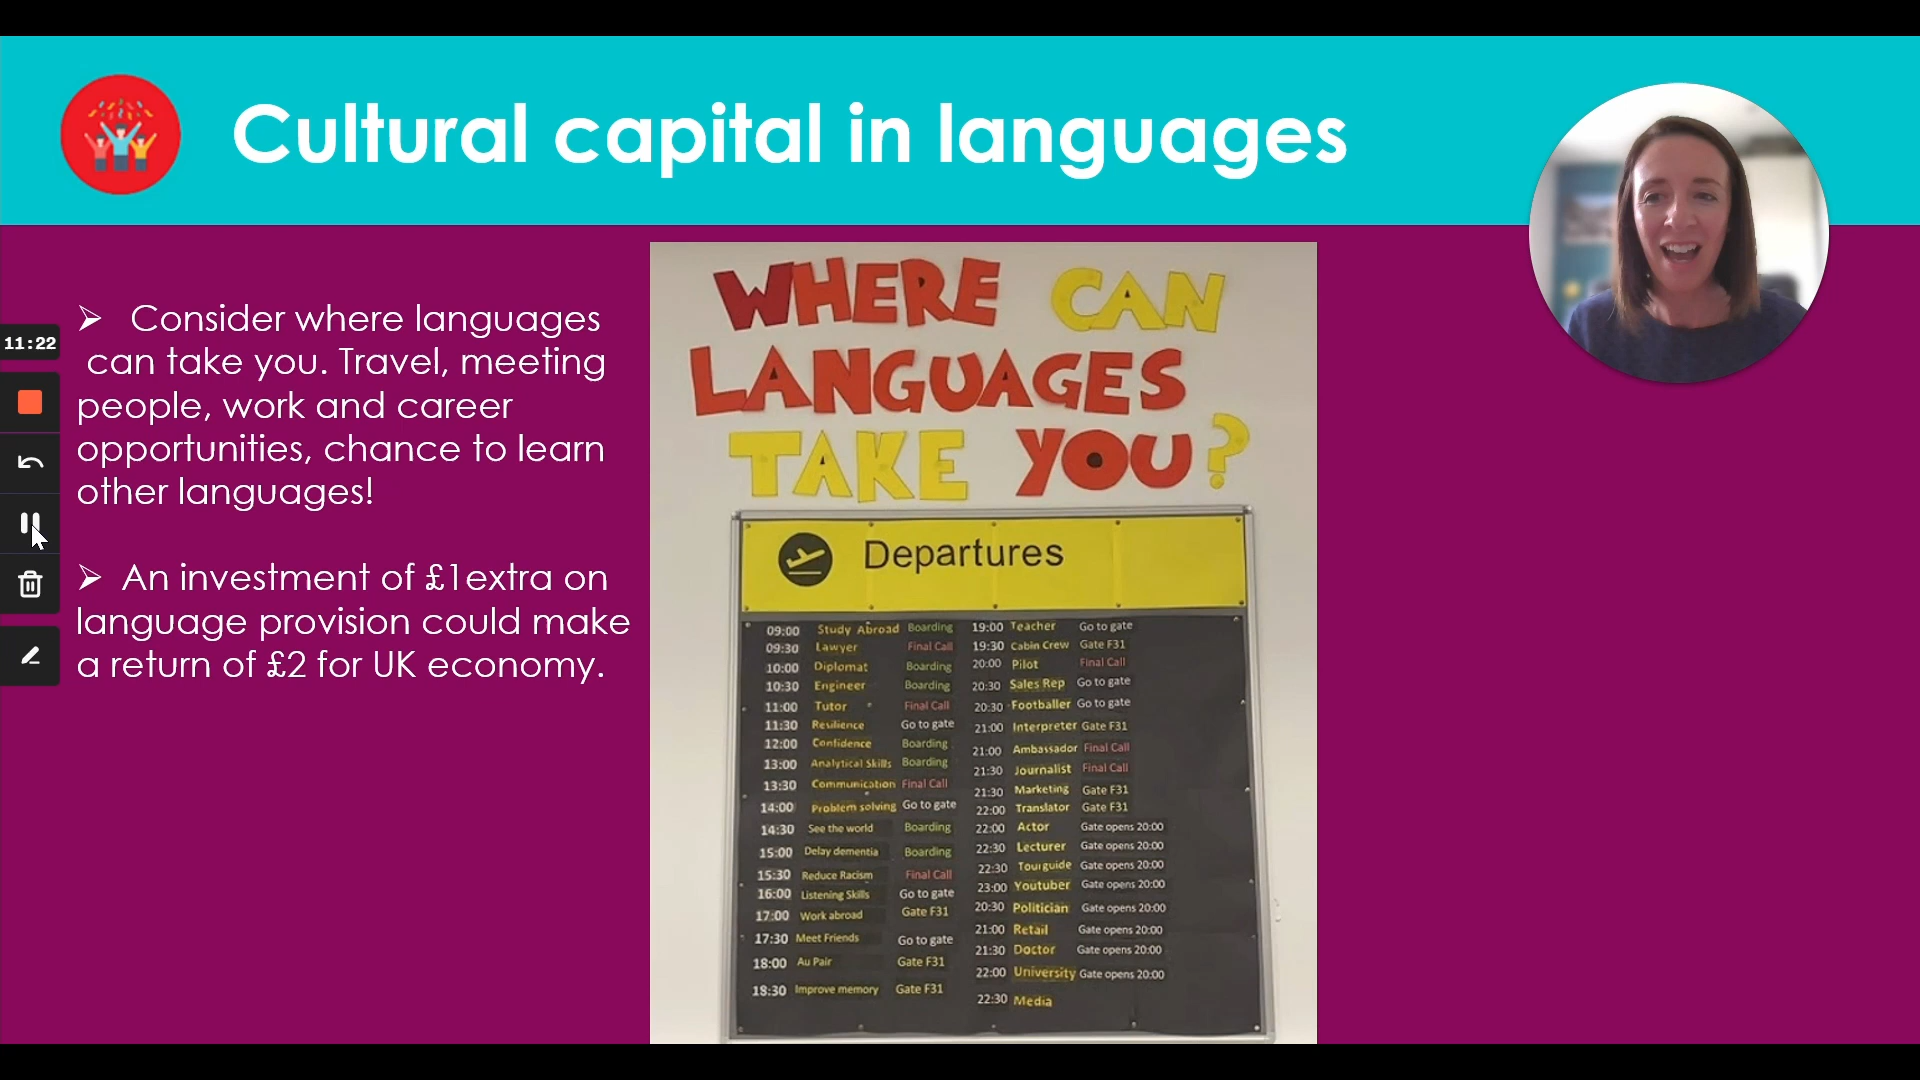 Cultural capital in languages
➢ Consider where languages
can take you. Travel, meeting
people, work and career
opportunities, chance to learn
other languages!
➢ An investment of £1extra on
language provision could make
a return of £2 for UK economy.
11:22
WHERE CAN
LANGUAGES
TAKE YOU?
Departures
09:00 Study Abroad Boarding
09:30 Lawyer Final Call
10:00 Diplomat Boarding
10:30 Engineer Boarding
11:00 Tutor Final Call
11:30 Resilience Go to gate
12:00 Confidence Boarding
13:00 Analytical Skills Boarding
13:30 Communication Final Call
14:00 Problem solving Go to gate
14:30 See the world Boarding
15:00 Delay dementia Boarding
15:30 Reduce Racism Final Call
16:00 Listening Skills Go to gate
17:00 Work abroad Gate F31
17:30 Meet Friends Go to gate
18:00 Au Pair Gate F31
18:30 Improve memory Gate F31
19:00 Teacher Go to gate
19:30 Cabin Crew Gate F31
20:00 Pilot Final Call
20:30 Sales Rep Go to gate
20:30 Footballer Go to gate
21:00 Interpreter Gate F31
21:00 Ambassador Final Call
21:30 Journalist Final Call
21:30 Marketing Gate F31
22:00 Translator Gate F31
22:00 Actor Gate opens 20:00
22:30 Lecturer Gate opens 20:00
22:30 Tourguide Gate opens 20:00
23:00 Youtuber Gate opens 20:00
20:30 Politician Gate opens 20:00
21:00 Retail Gate opens 20:00
21:30 Doctor Gate opens 20:00
22:00 University Gate opens 20:00
22:30 Media